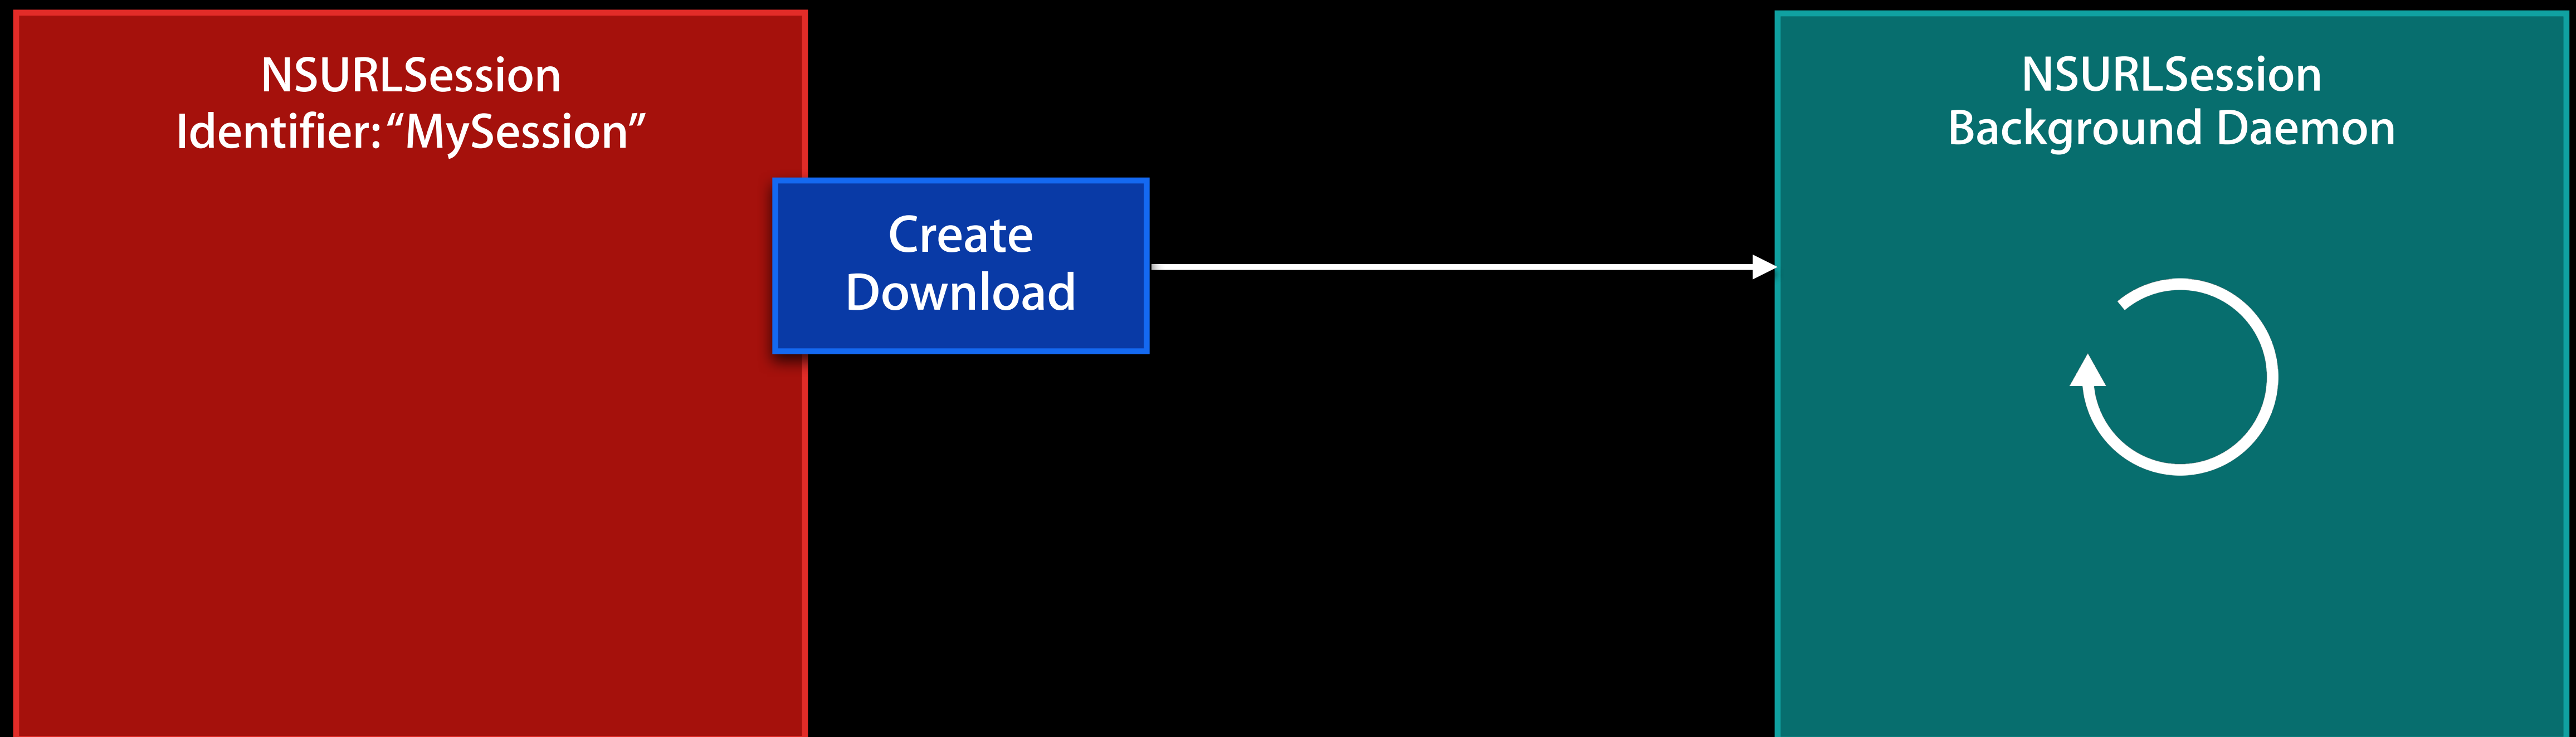 NSURLSession
Identifier: “MySession”
Create
Download
NSURLSession
Background Daemon